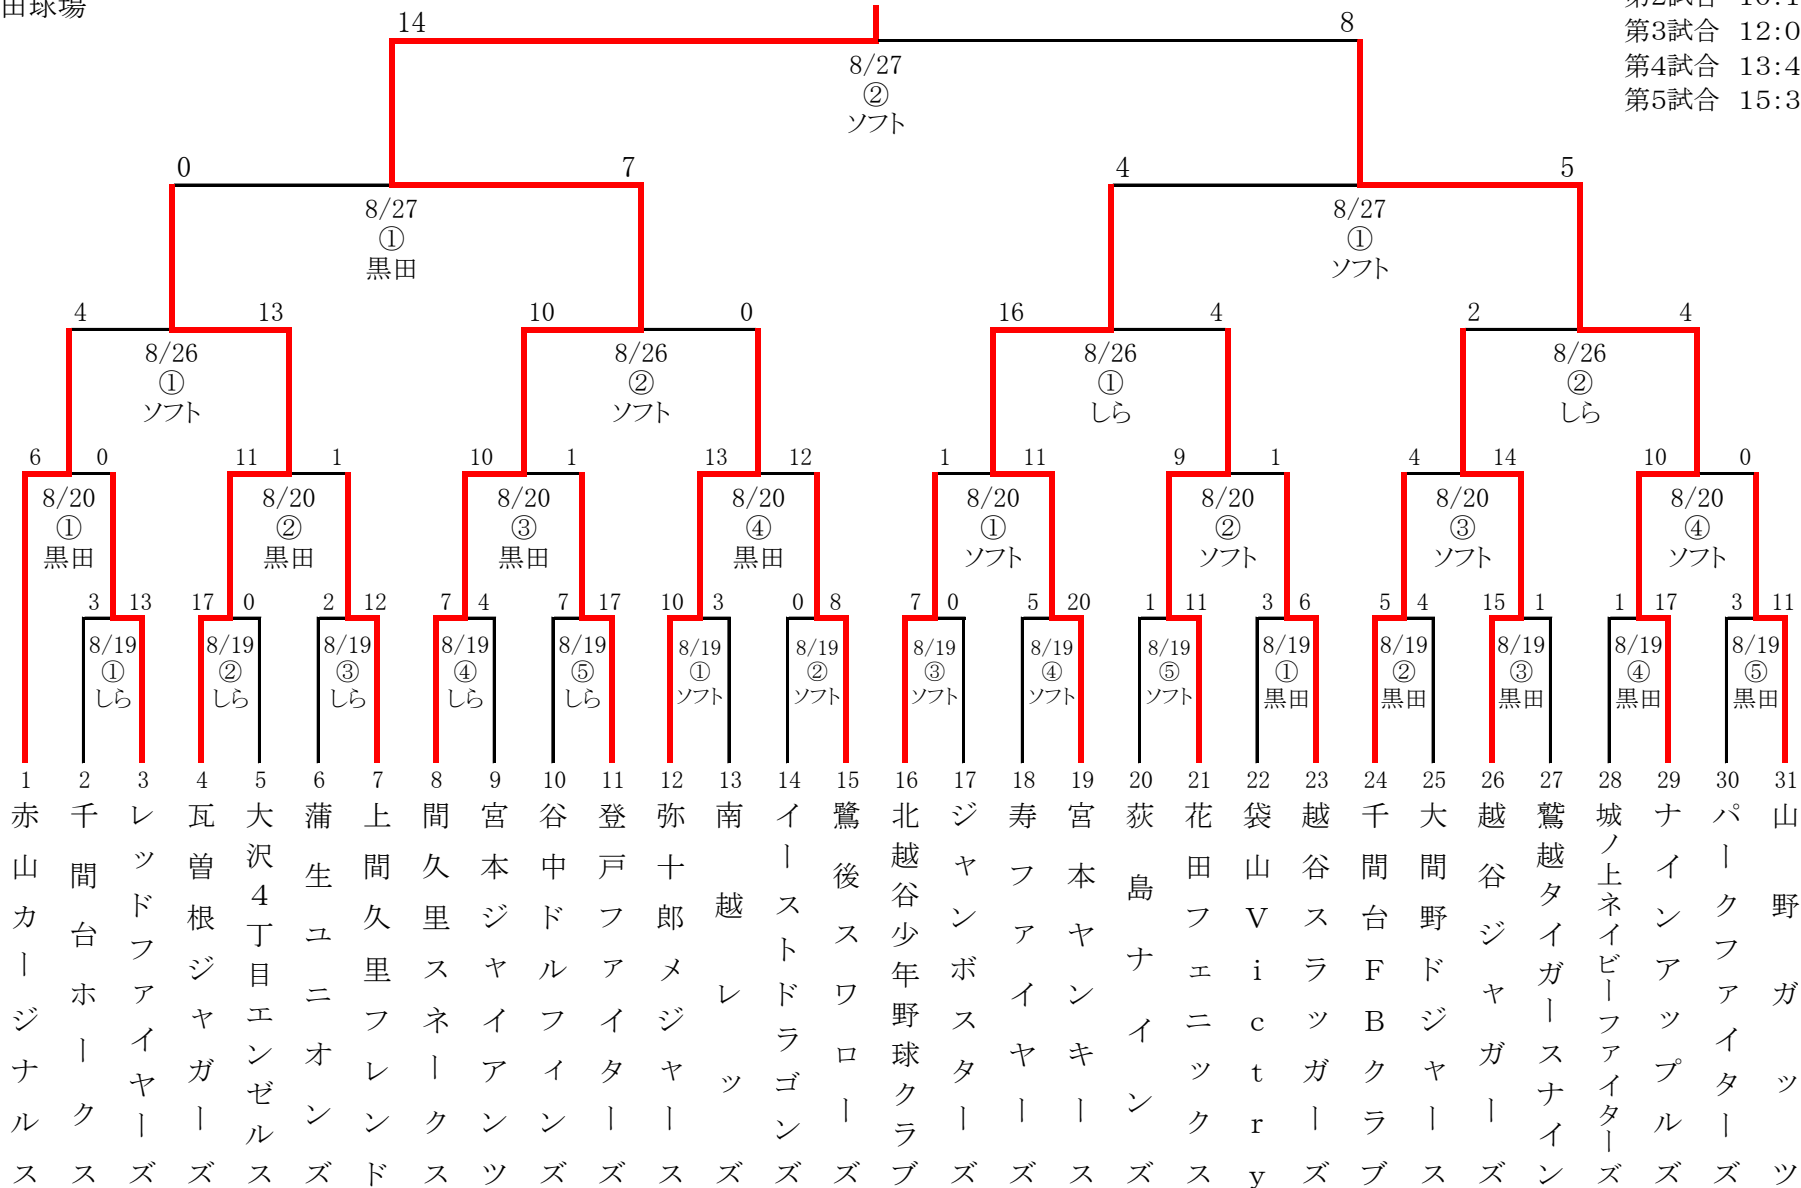 田球場
第3試合 12:0
第4試合 13:4
第5試合 15:3
14 8
8/27
②
ソフト
0 7 4 5
8/27 8/27
① ①
黒田 ソフト
4 13 10 0 16 4 2 4
8/26 8/26 8/26 8/26
① ② ① ②
ソフト ソフト しら しら
6 0 11 1 10 1 13 12 1 11 9 1 4 14 10 0
8/20 8/20 8/20 8/20 8/20 8/20 8/20 8/20
① ② ③ ④ ① ② ③ ④
黒田 黒田 黒田 黒田 ソフト ソフト ソフト ソフト
3 13 17 0 2 12 7 4 7 17 10 3 0 8 7 0 5 20 1 11 3 6 5 4 15 1 1 17 3 11
8/19 8/19 8/19 8/19 8/19 8/19 8/19 8/19 8/19 8/19 8/19 8/19 8/19 8/19 8/19
① ② ③ ④ ⑤ ① ② ③ ④ ⑤ ① ② ③ ④ ⑤
しら しら しら しら しら ソフト ソフト ソフト ソフト ソフト 黒田 黒田 黒田 黒田 黒田
1 赤山カージナルス
2 千間台ホークス
3 レッドファイヤーズ
4 瓦曽根ジャガーズ
5 大沢4丁目エンゼルス
6 蒲生ユニオンズ
7 上間久里フレンド
8 間久里スネークス
9 宮本ジャイアンツ
10 谷中ドルフィンズ
11 登戸ファイターズ
12 弥十郎メジャース
13 南越レッズ
14 イーストドラゴンズ
15 鷺後スワローズ
16 北越谷少年野球クラブ
17 ジャンボスターズ
18 寿ファイヤーズ
19 宮本ヤンキース
20 荻島ナインズ
21 花田フェニックス
22 袋山Victry
23 越谷スラッガーズ
24 千間台FBクラブ
25 大間野ドジャース
26 越谷ジャガーズ
27 鷲越タイガースナイン
28 城ノ上ネイビーファイターズ
29 ナインアップルズ
30 パークファイターズ
31 山野ガッツ